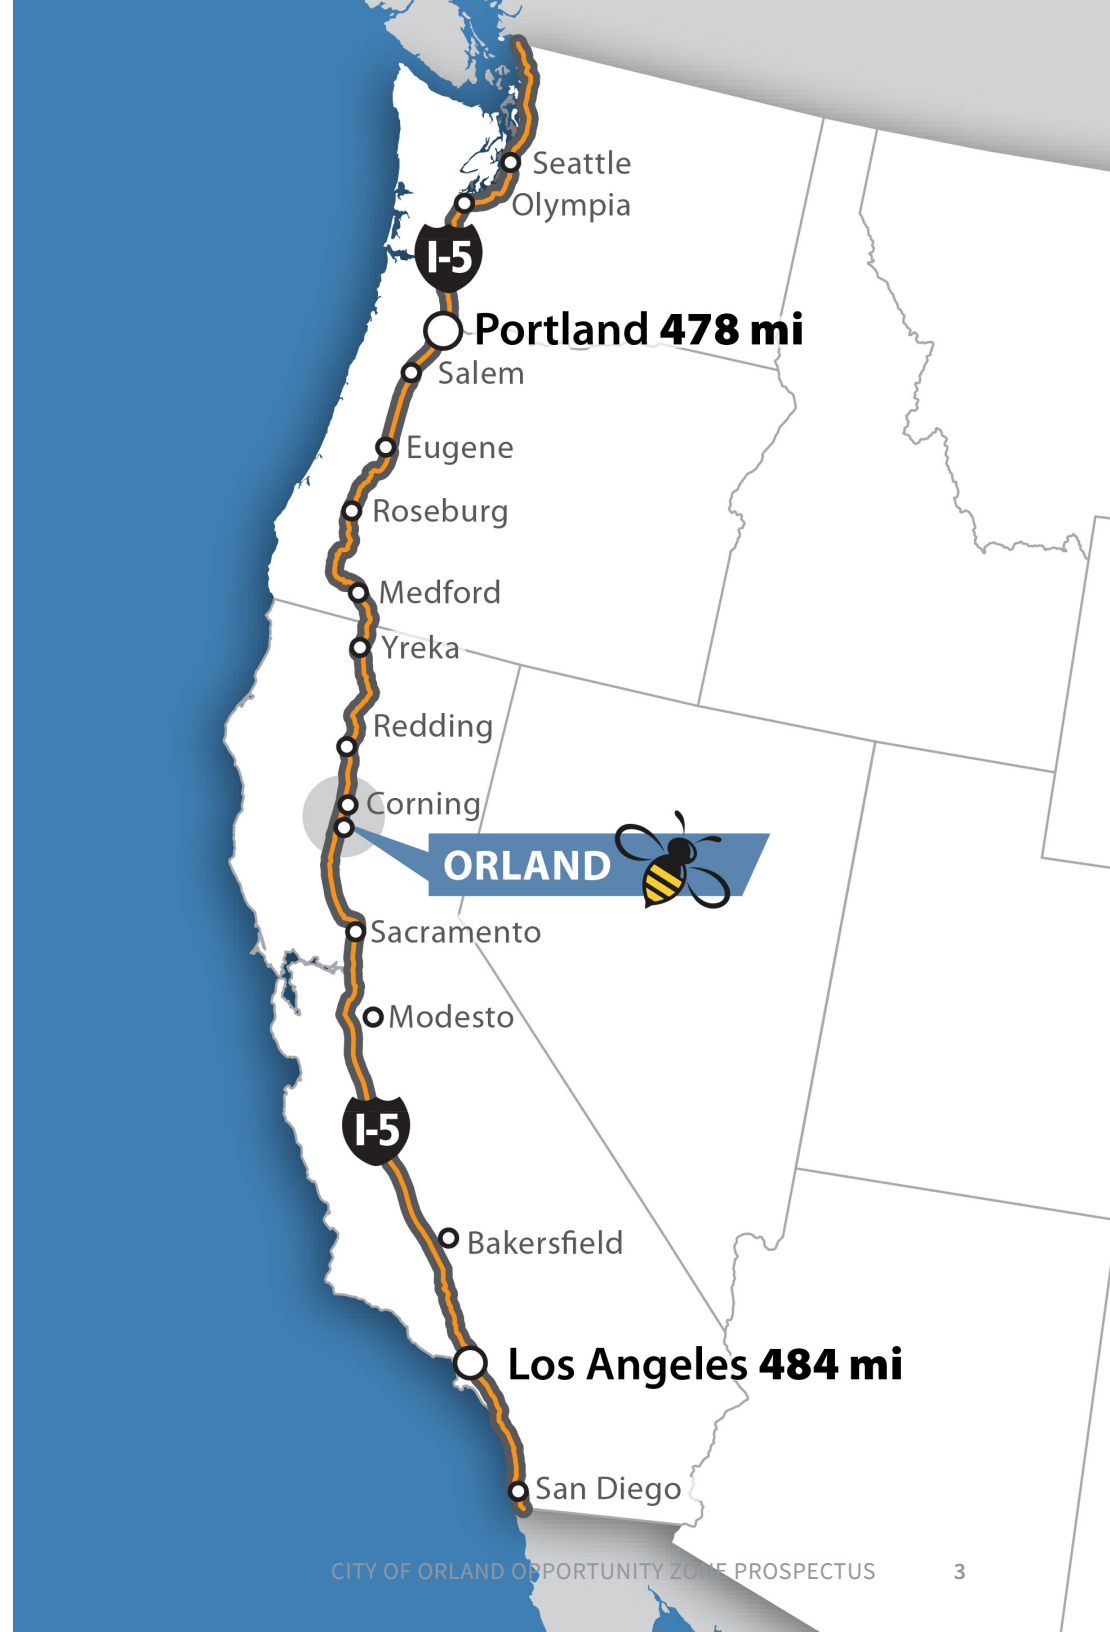 Seattle
Olympia
I-5
Portland 478 mi
Salem
Eugene
Roseburg
Medford
Yreka
Redding
Corning
ORLAND
Sacramento
Modesto
I-5
Bakersfield
Los Angeles 484 mi
San Diego
CITY OF ORLAND OPPORTUNITY ZONE PROSPECTUS 3